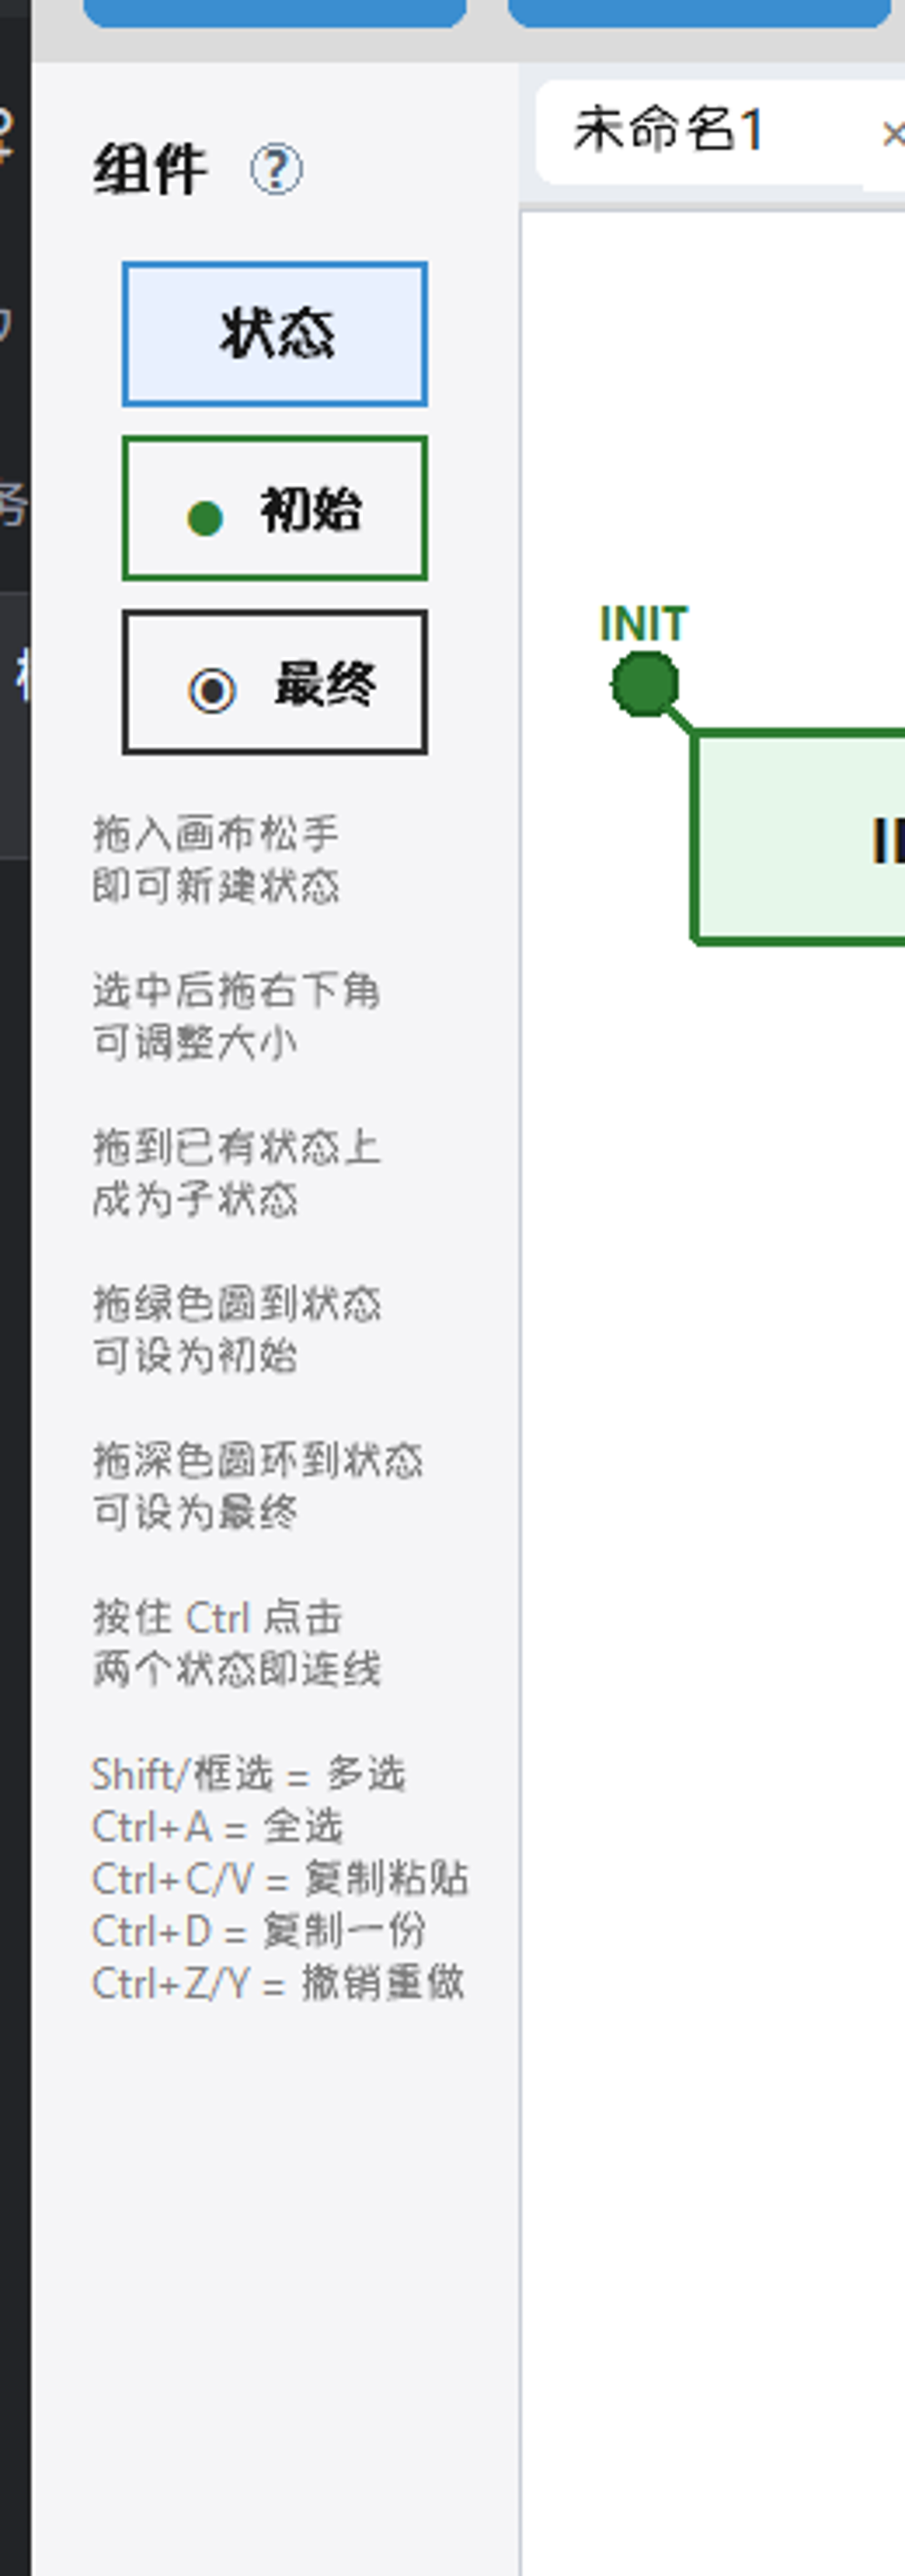 组件 ?
未命名1 ×
状态
初始
最终
INIT
拖入画布松手
即可新建状态
选中后拖右下角
可调整大小
拖到已有状态上
成为子状态
拖绿色圆到状态
可设为初始
拖深色圆环到状态
可设为最终
按住 Ctrl 点击
两个状态即连线
Shift/框选 = 多选
Ctrl+A = 全选
Ctrl+C/V = 复制粘贴
Ctrl+D = 复制一份
Ctrl+Z/Y = 撤销重做